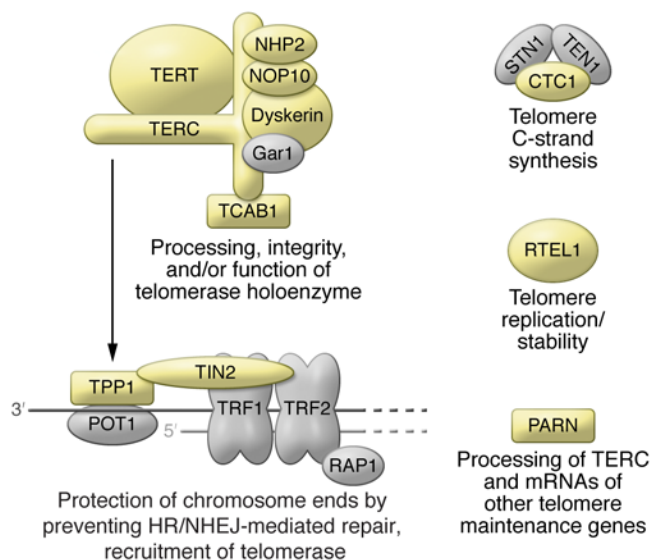 NHP2
NOP10
TERT
Dyskerin
TERC
Gar1
TCAB1
Processing, integrity,
and/or function of
telomerase holoenzyme
STN1
TEN1
CTC1
Telomere
C-strand
synthesis
RTEL1
Telomere
replication/
stability
TIN2
TPP1
3′
TRF1
TRF2
POT1
5′
RAP1
Protection of chromosome ends by
preventing HR/NHEJ-mediated repair,
recruitment of telomerase
PARN
Processing of TERC
and mRNAs of
other telomere
maintenance genes